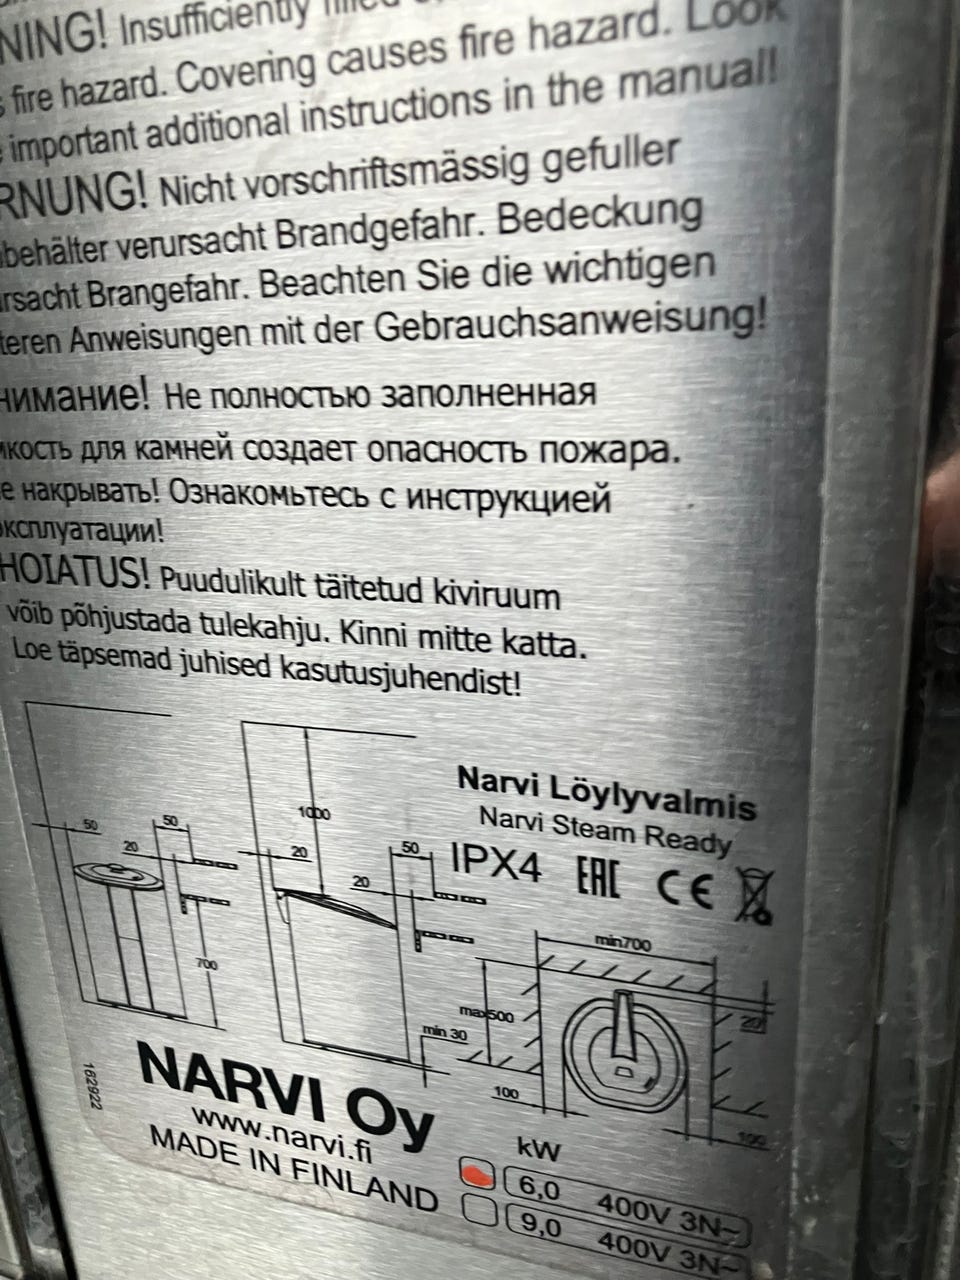 NING! Insufficiently filled
fire hazard. Covering causes fire hazard. Look
important additional instructions in the manual!
RNUNG! Nicht vorschriftsmässig gefuller
behälter verursacht Brandgefahr. Bedeckung
rsacht Brangefahr. Beachten Sie die wichtigen
teren Anweisungen mit der Gebrauchsanweisung!
нимание! Не полностью заполненная
кость для камней создает опасность пожара.
е накрывать! Ознакомьтесь с инструкцией
эксплуатации!
HOIATUS! Puudulikult täitetud kiviruum
võib põhjustada tulekahju. Kinni mitte katta.
Loe täpsemad juhised kasutusjuhendist!
Narvi Löylyvalmis
Narvi Steam Ready
IPX4 EAC CE
50 20 50
700
1000
20 20 50
min 30
min700
max500
20
100
100
162922
NARVI Oy
www.narvi.fi
MADE IN FINLAND
kW
6,0 400V 3N~
9,0 400V 3N~